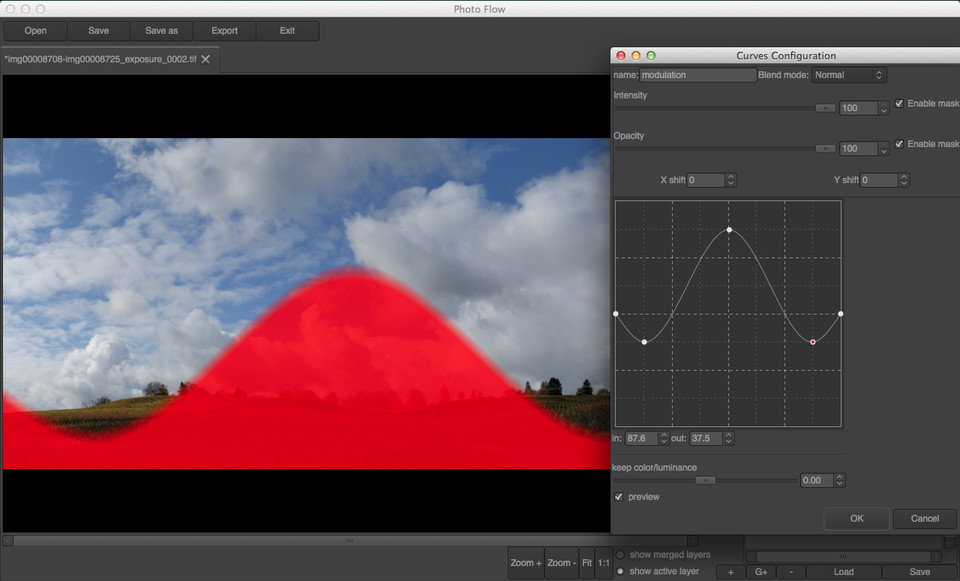 Photo Flow
Open Save Save as Export Exit
*img00008708-img00008725_exposure_0002.tif
Curves Configuration
name: modulation Blend mode: Normal
Intensity
100 Enable mask
Opacity
100 Enable mask
X shift 0 Y shift 0
in: 87.6 out: 37.5
keep color/luminance
0.00
preview
OK Cancel
Zoom + Zoom - Fit 1:1
show merged layers
show active layer
+ G+ - Load Save